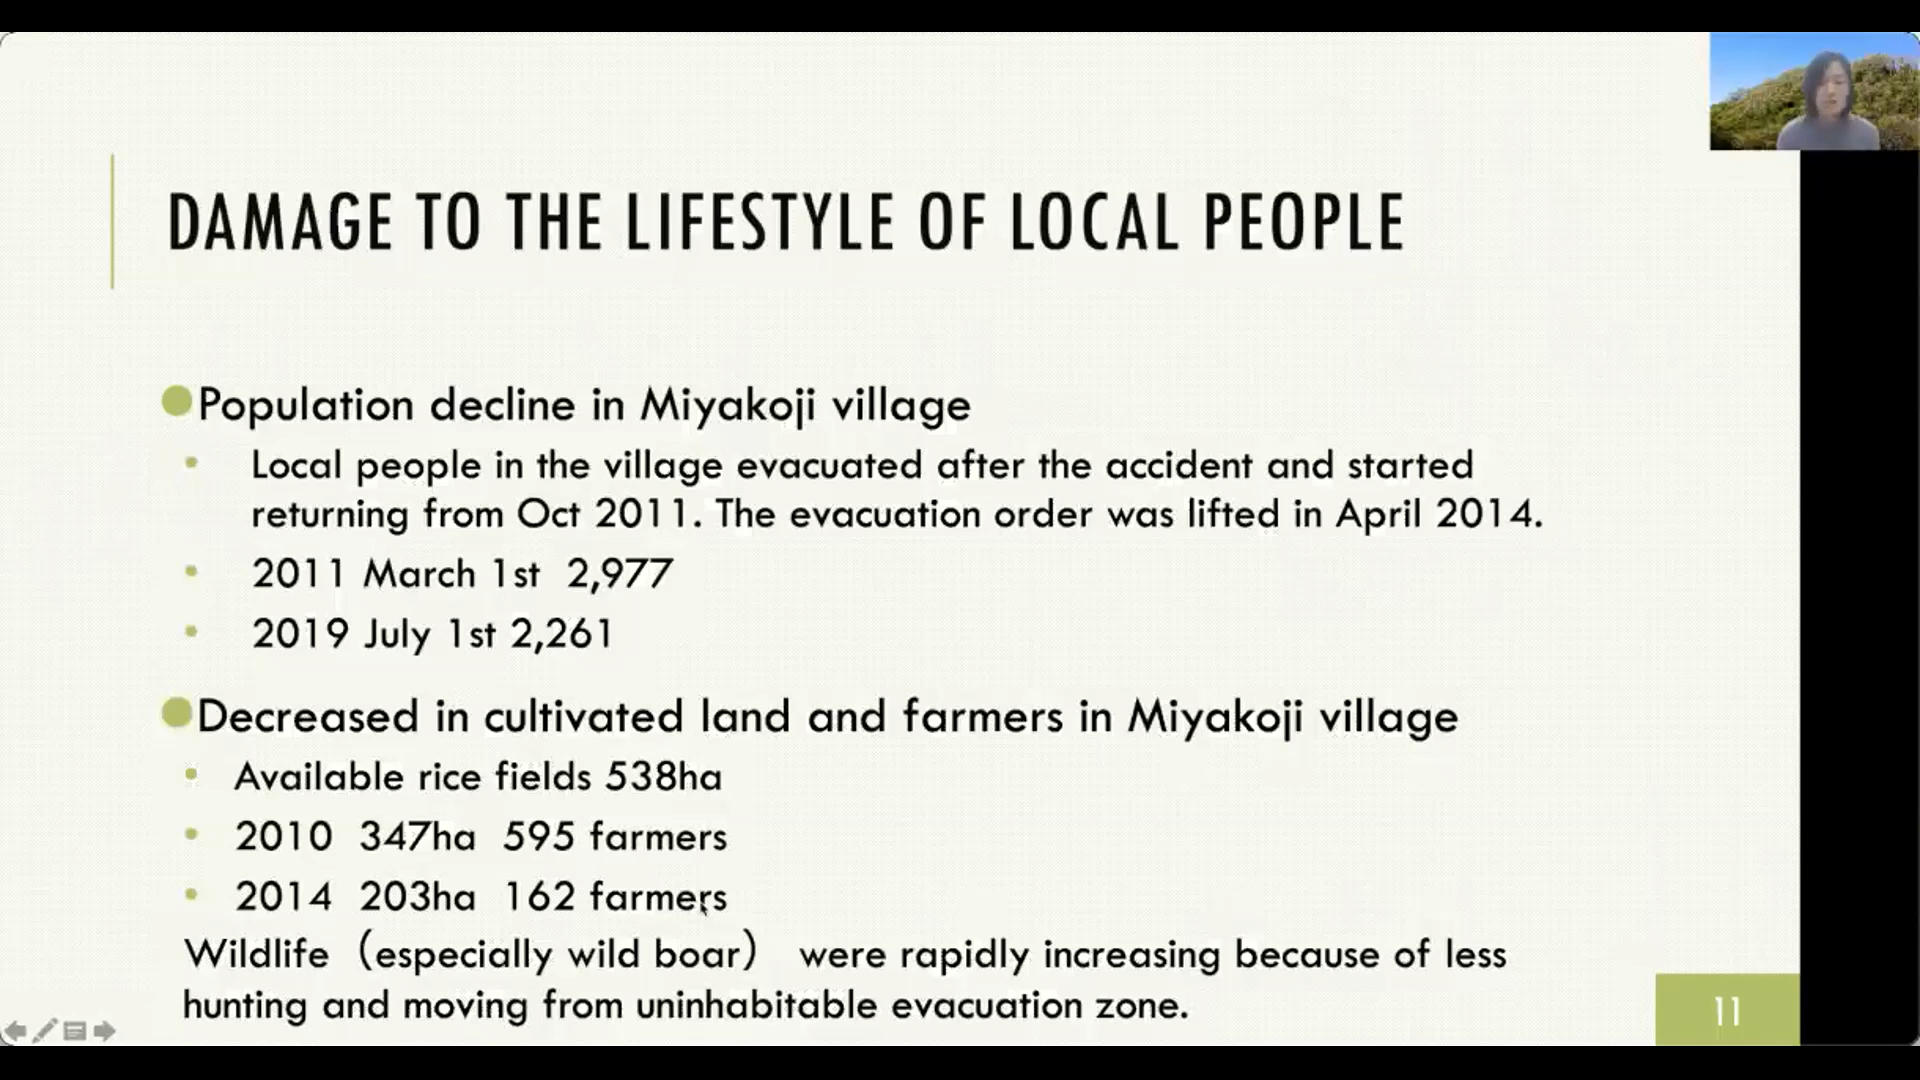 DAMAGE TO THE LIFESTYLE OF LOCAL PEOPLE
Population decline in Miyakoji village
Local people in the village evacuated after the accident and started
returning from Oct 2011. The evacuation order was lifted in April 2014.
2011 March 1st 2,977
2019 July 1st 2,261
Decreased in cultivated land and farmers in Miyakoji village
Available rice fields 538ha
2010 347ha 595 farmers
2014 203ha 162 farmers
Wildlife（especially wild boar） were rapidly increasing because of less
hunting and moving from uninhabitable evacuation zone.
11